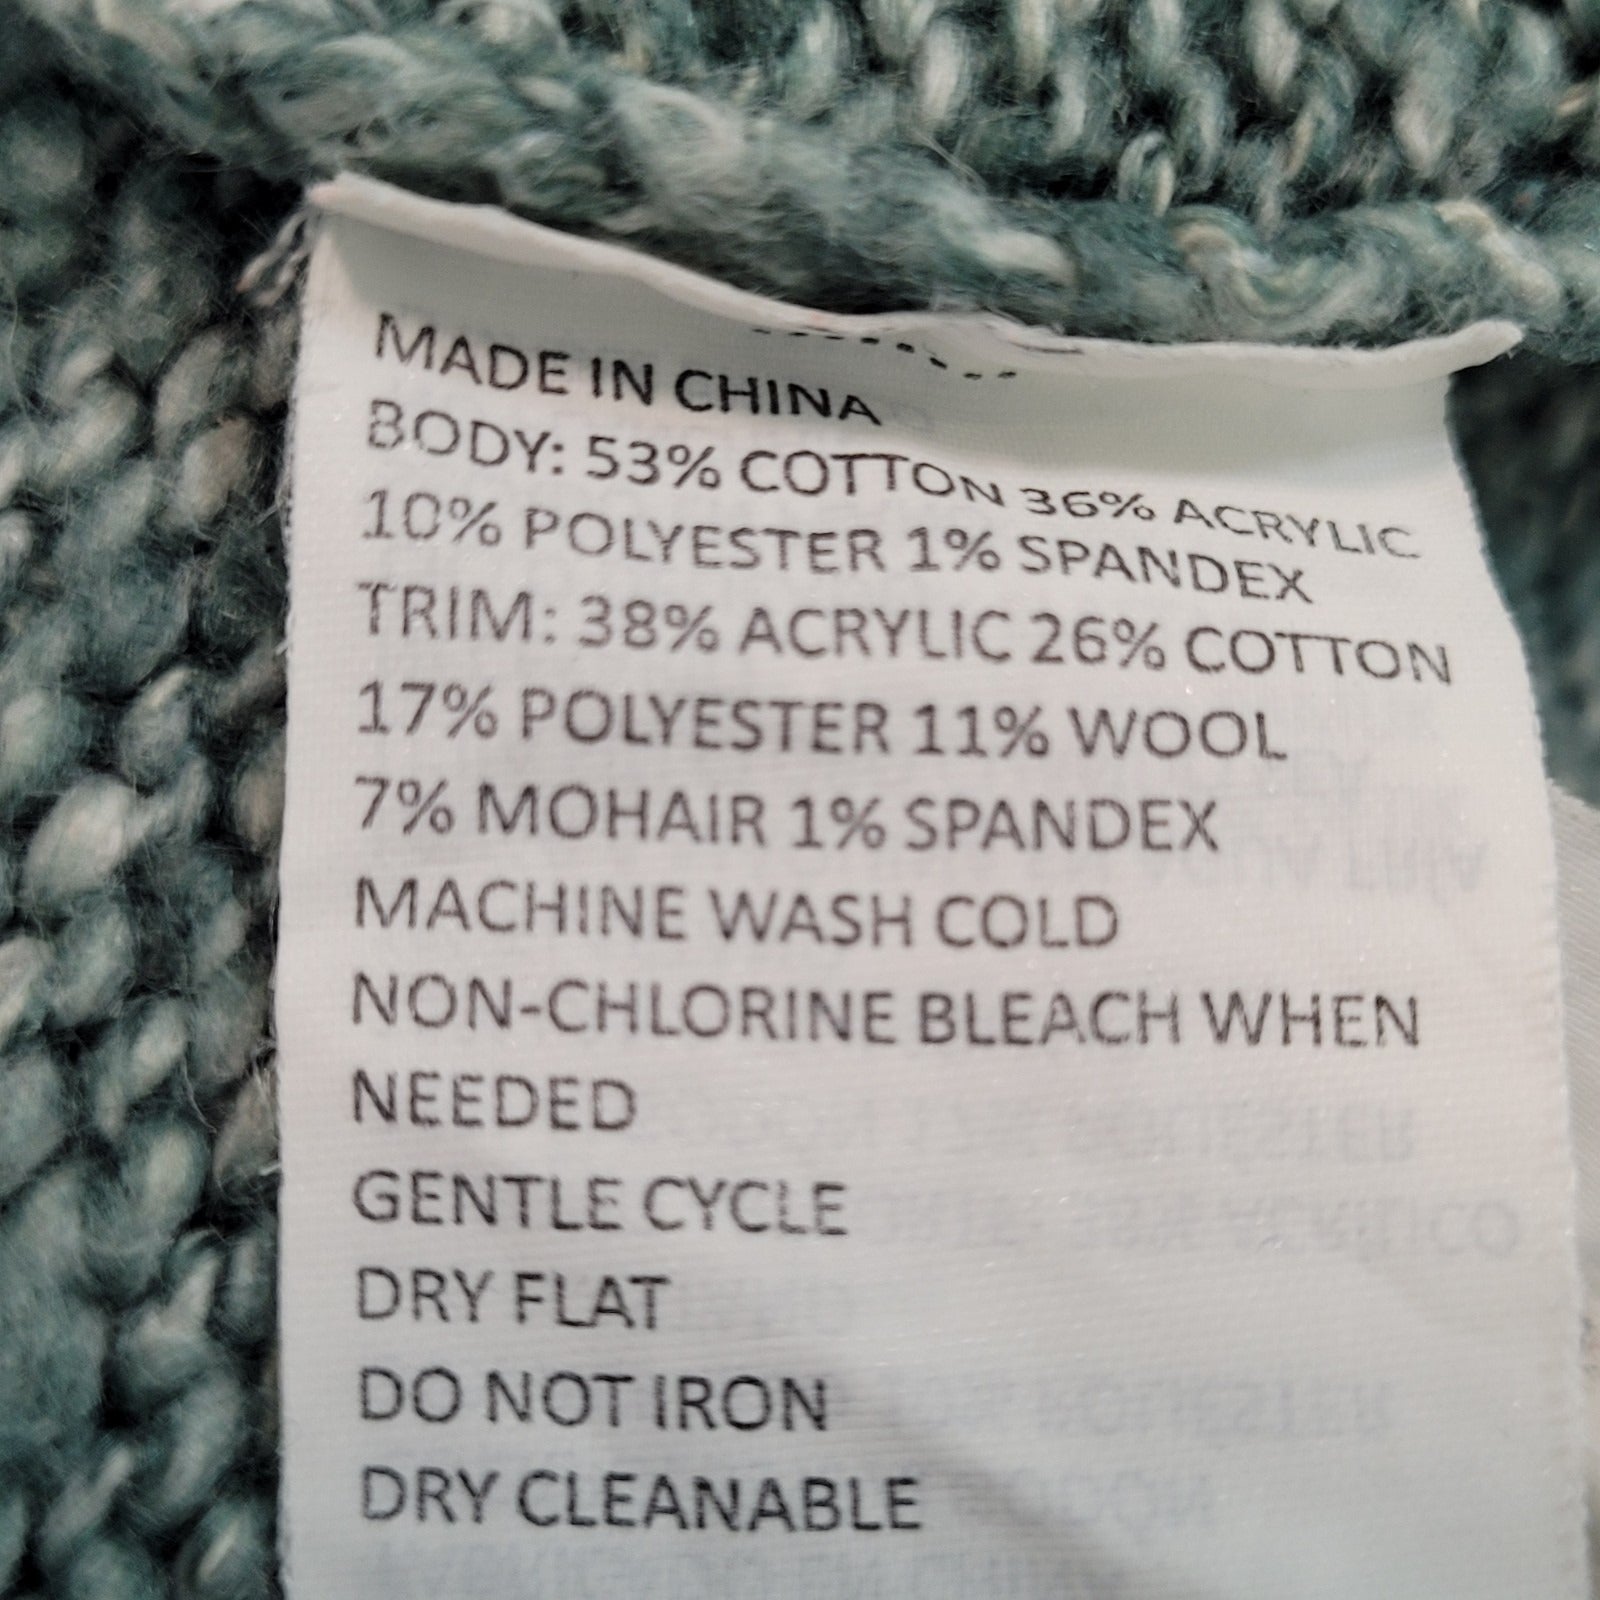 MADE IN CHINA
BODY: 53% COTTON 36% ACRYLIC
10% POLYESTER 1% SPANDEX
TRIM: 38% ACRYLIC 26% COTTON
17% POLYESTER 11% WOOL
7% MOHAIR 1% SPANDEX
MACHINE WASH COLD
NON-CHLORINE BLEACH WHEN
NEEDED
GENTLE CYCLE
DRY FLAT
DO NOT IRON
DRY CLEANABLE